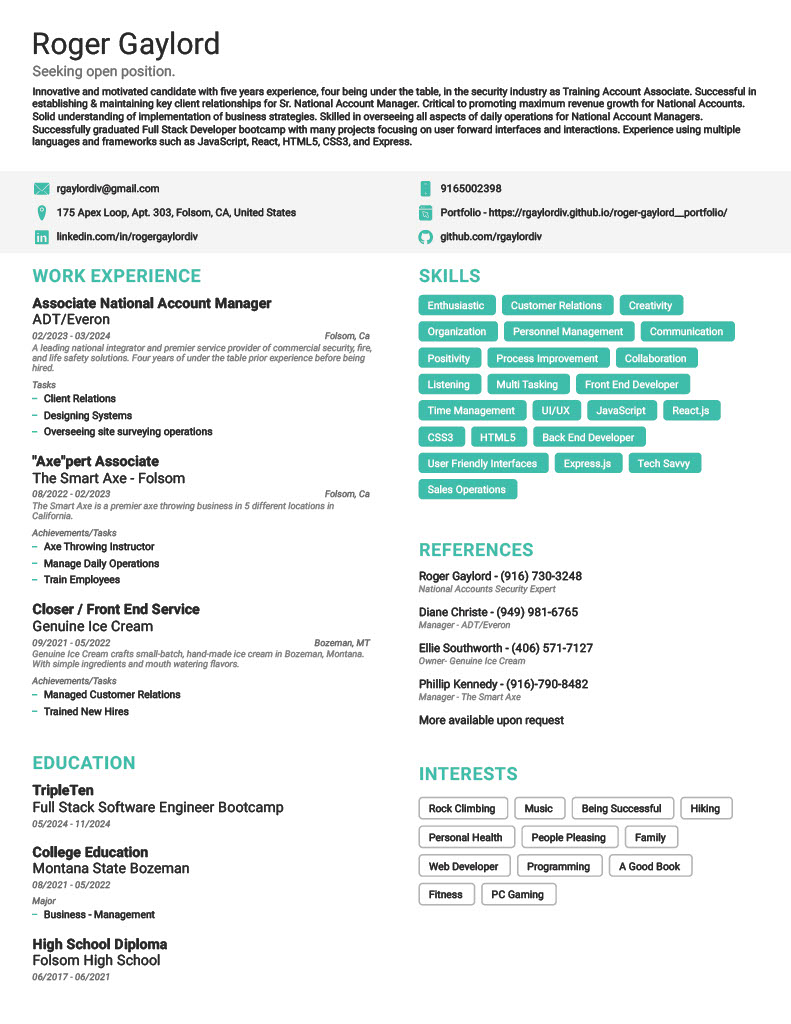 Roger Gaylord
Seeking open position.
Innovative and motivated candidate with five years experience, four being under the table, in the security industry as Training Account Associate. Successful in
establishing & maintaining key client relationships for Sr. National Account Manager. Critical to promoting maximum revenue growth for National Accounts.
Solid understanding of implementation of business strategies. Skilled in overseeing all aspects of daily operations for National Account Managers.
Successfully graduated Full Stack Developer bootcamp with many projects focusing on user forward interfaces and interactions. Experience using multiple
languages and frameworks such as JavaScript, React, HTML5, CSS3, and Express.
rgaylordiv@gmail.com
9165002398
175 Apex Loop, Apt. 303, Folsom, CA, United States
Portfolio - https://rgaylordiv.github.io/roger-gaylord__portfolio/
linkedin.com/in/rogergaylordiv
github.com/rgaylordiv
WORK EXPERIENCE
Associate National Account Manager
ADT/Everon
02/2023 - 03/2024 Folsom, Ca
A leading national integrator and premier service provider of commercial security, fire,
and life safety solutions. Four years of under the table prior experience before being
hired.
Tasks
– Client Relations
– Designing Systems
– Overseeing site surveying operations
"Axe"pert Associate
The Smart Axe - Folsom
08/2022 - 02/2023 Folsom, Ca
The Smart Axe is a premier axe throwing business in 5 different locations in
California.
Achievements/Tasks
– Axe Throwing Instructor
– Manage Daily Operations
– Train Employees
Closer / Front End Service
Genuine Ice Cream
09/2021 - 05/2022 Bozeman, MT
Genuine Ice Cream crafts small-batch, hand-made ice cream in Bozeman, Montana.
With simple ingredients and mouth watering flavors.
Achievements/Tasks
– Managed Customer Relations
– Trained New Hires
EDUCATION
TripleTen
Full Stack Software Engineer Bootcamp
05/2024 - 11/2024
College Education
Montana State Bozeman
08/2021 - 05/2022
Major
– Business - Management
High School Diploma
Folsom High School
06/2017 - 06/2021
SKILLS
Enthusiastic Customer Relations Creativity
Organization Personnel Management Communication
Positivity Process Improvement Collaboration
Listening Multi Tasking Front End Developer
Time Management UI/UX JavaScript React.js
CSS3 HTML5 Back End Developer
User Friendly Interfaces Express.js Tech Savvy
Sales Operations
REFERENCES
Roger Gaylord - (916) 730-3248
National Accounts Security Expert
Diane Christe - (949) 981-6765
Manager - ADT/Everon
Ellie Southworth - (406) 571-7127
Owner- Genuine Ice Cream
Phillip Kennedy - (916)-790-8482
Manager - The Smart Axe
More available upon request
INTERESTS
Rock Climbing Music Being Successful Hiking
Personal Health People Pleasing Family
Web Developer Programming A Good Book
Fitness PC Gaming